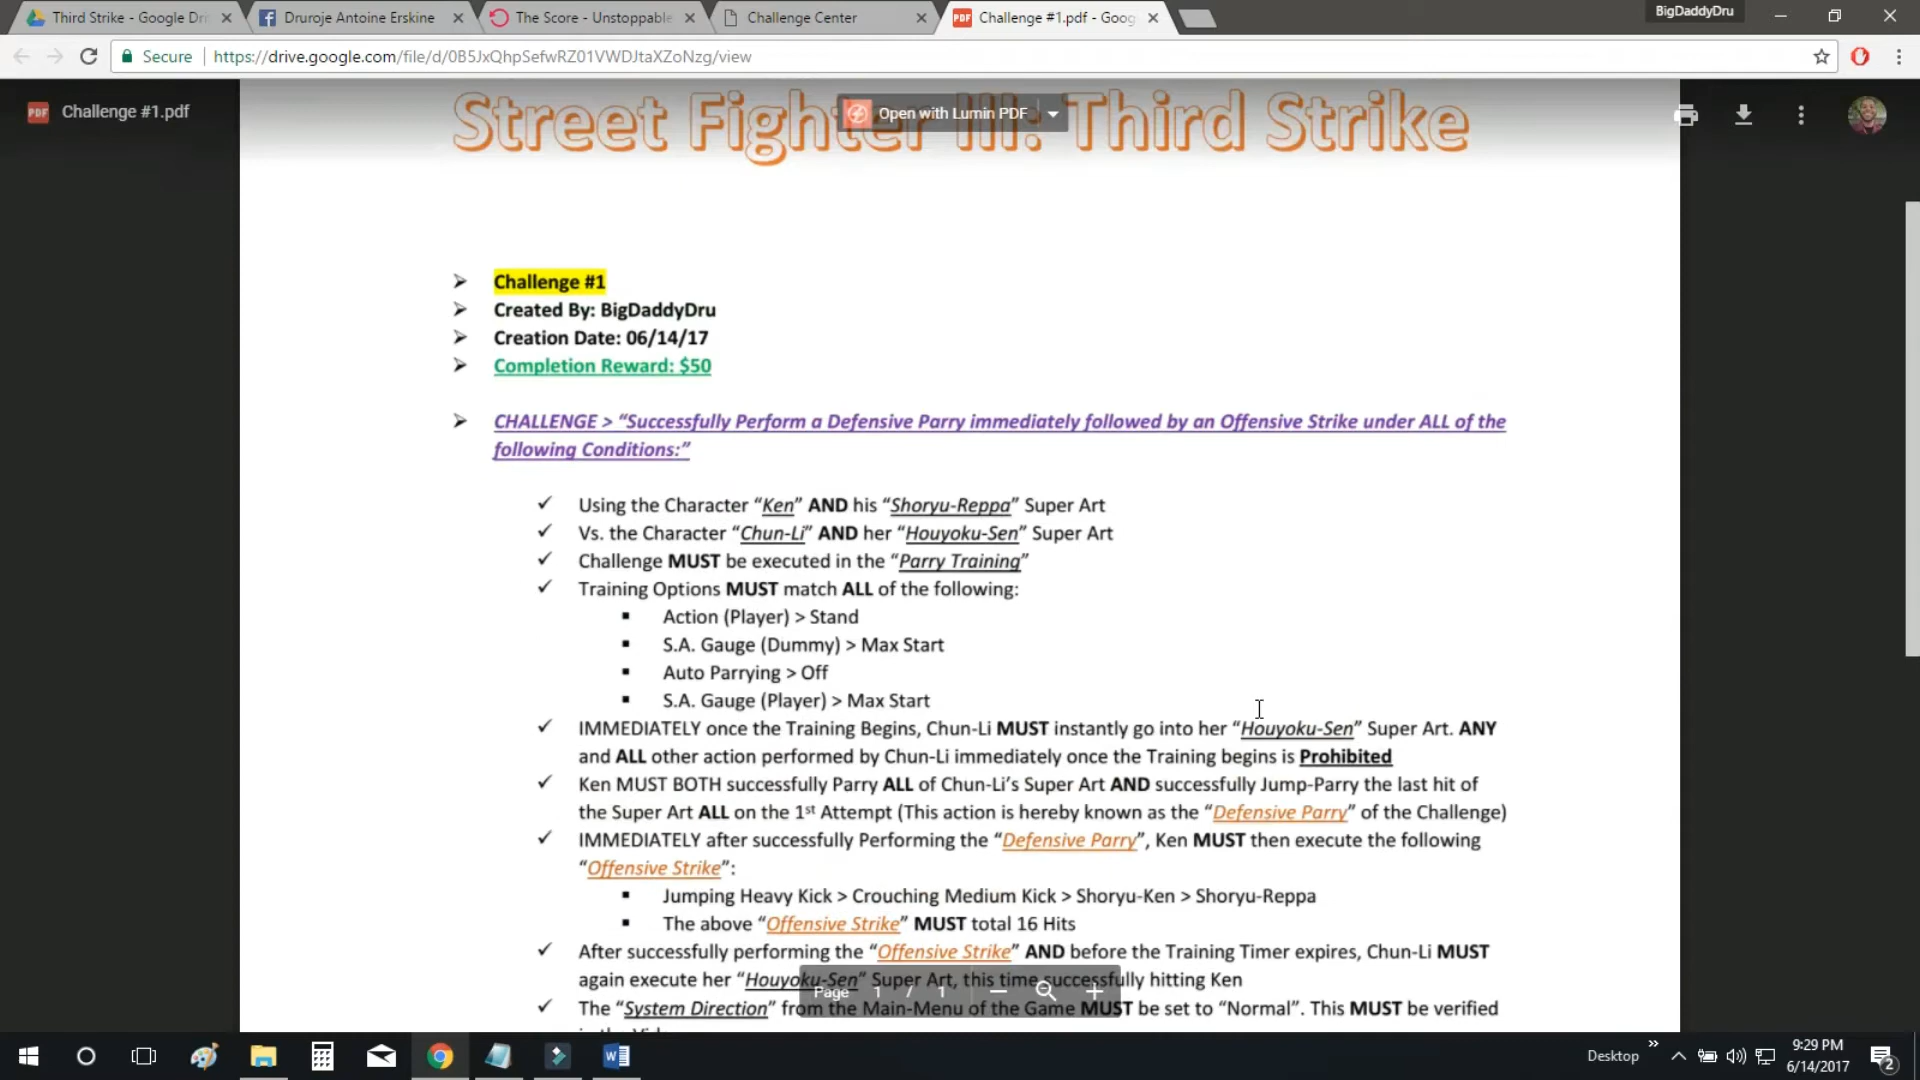 Third Strike - Google Dri
Druroje Antoine Erskine
The Score - Unstoppable
Challenge Center
Challenge #1.pdf - Goog
BigDaddyDru
Secure
https://drive.google.com/file/d/0B5JxQhpSefwRZ01VWDJtaXZoNzg/view
PDF Challenge #1.pdf
Open with Lumin PDF
Street Fighter III: Third Strike
Challenge #1
Created By: BigDaddyDru
Creation Date: 06/14/17
Completion Reward: $50
CHALLENGE > “Successfully Perform a Defensive Parry immediately followed by an Offensive Strike under ALL of the
following Conditions:”
Using the Character “Ken” AND his “Shoryu-Reppa” Super Art
Vs. the Character “Chun-Li” AND her “Houyoku-Sen” Super Art
Challenge MUST be executed in the “Parry Training”
Training Options MUST match ALL of the following:
Action (Player) > Stand
S.A. Gauge (Dummy) > Max Start
Auto Parrying > Off
S.A. Gauge (Player) > Max Start
IMMEDIATELY once the Training Begins, Chun-Li MUST instantly go into her “Houyoku-Sen” Super Art. ANY
and ALL other action performed by Chun-Li immediately once the Training begins is Prohibited
Ken MUST BOTH successfully Parry ALL of Chun-Li’s Super Art AND successfully Jump-Parry the last hit of
the Super Art ALL on the 1st Attempt (This action is hereby known as the “Defensive Parry” of the Challenge)
IMMEDIATELY after successfully Performing the “Defensive Parry”, Ken MUST then execute the following
“Offensive Strike”:
Jumping Heavy Kick > Crouching Medium Kick > Shoryu-Ken > Shoryu-Reppa
The above “Offensive Strike” MUST total 16 Hits
After successfully performing the “Offensive Strike” AND before the Training Timer expires, Chun-Li MUST
again execute her “Houyoku-Sen” Super Art, this time successfully hitting Ken
Page 1 / 1
The “System Direction” from the Main-Menu of the Game MUST be set to “Normal”. This MUST be verified
Desktop
9:29 PM
6/14/2017
2